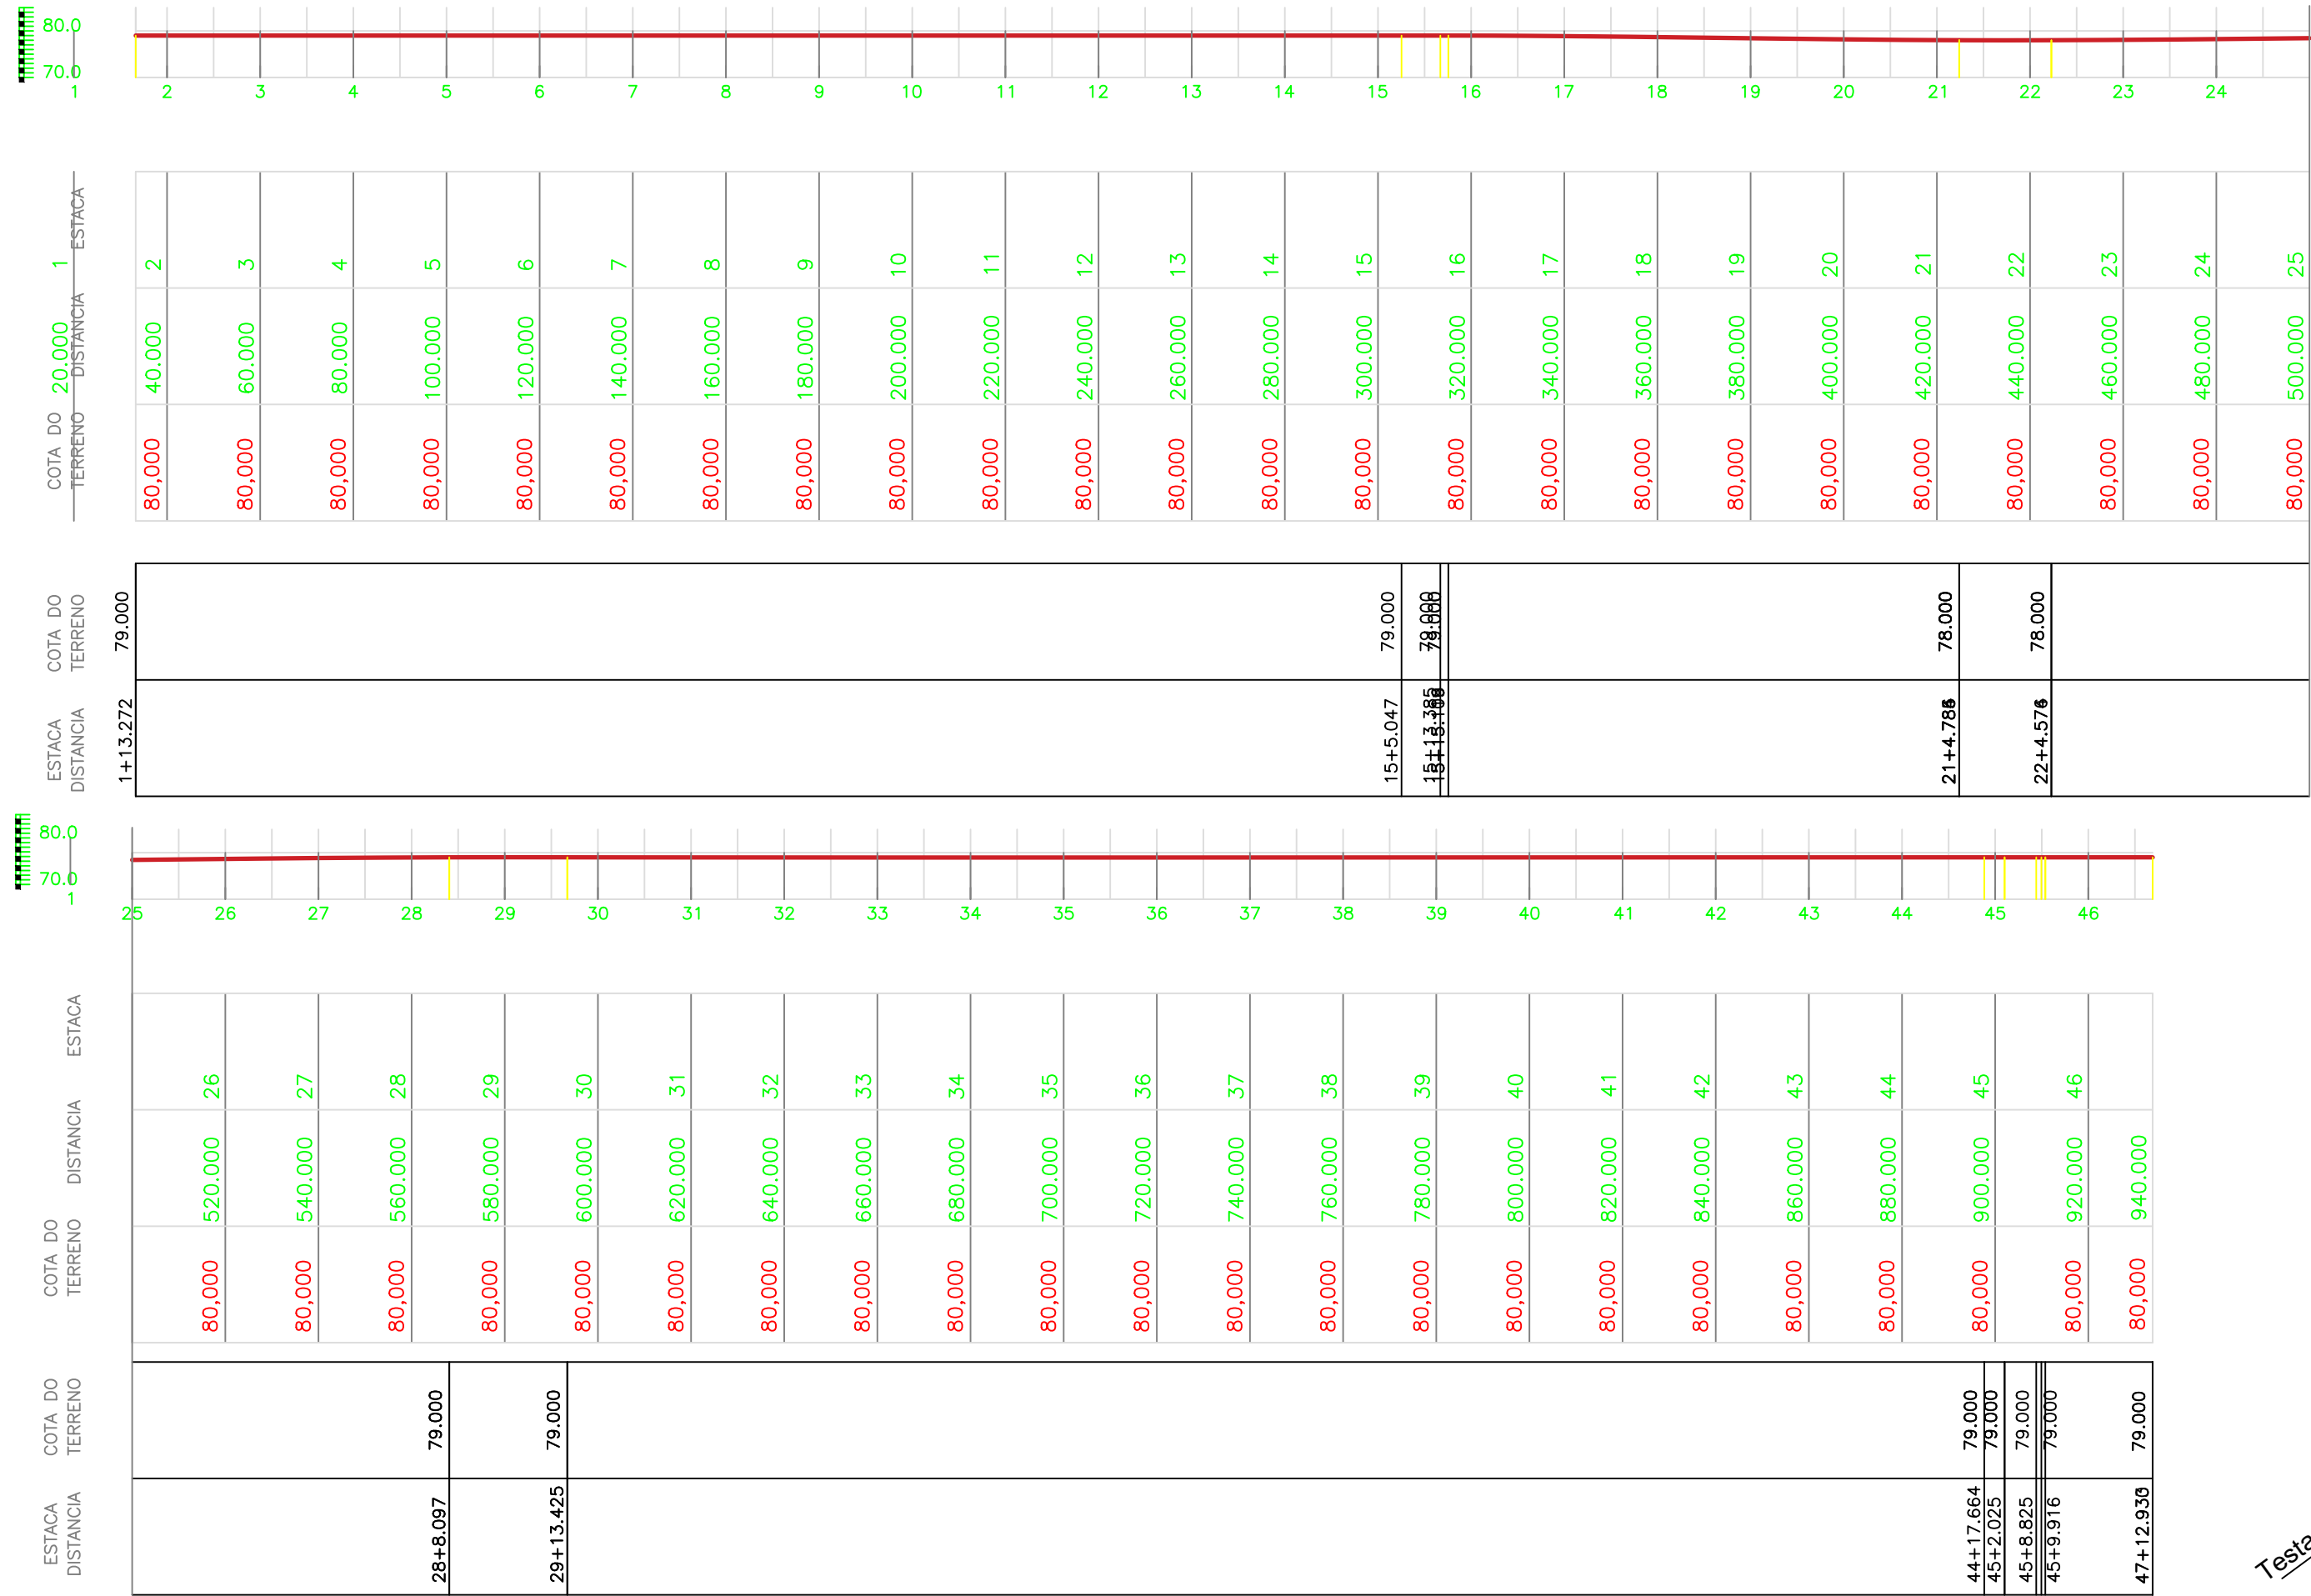 80.0
70.0
1 2 3 4 5 6 7 8 9 10 11 12 13 14 15 16 17 18 19 20 21 22 23 24
ESTACA
1 2 3 4 5 6 7 8 9 10 11 12 13 14 15 16 17 18 19 20 21 22 23 24 25
DISTANCIA
20.000 40.000 60.000 80.000 100.000 120.000 140.000 160.000 180.000 200.000 220.000 240.000 260.000 280.000 300.000 320.000 340.000 360.000 380.000 400.000 420.000 440.000 460.000 480.000 500.000
COTA DO
TERRENO
80,000 80,000 80,000 80,000 80,000 80,000 80,000 80,000 80,000 80,000 80,000 80,000 80,000 80,000 80,000 80,000 80,000 80,000 80,000 80,000 80,000 80,000 80,000 80,000
COTA DO
TERRENO
79.000 79.000 79.000 79.000 78.000 78.000
ESTACA
DISTANCIA
1+13.272 15+5.047 15+13.385 22+4.576
80.0
70.0
1
25 26 27 28 29 30 31 32 33 34 35 36 37 38 39 40 41 42 43 44 45 46
ESTACA
26 27 28 29 30 31 32 33 34 35 36 37 38 39 40 41 42 43 44 45 46
DISTANCIA
520.000 540.000 560.000 580.000 600.000 620.000 640.000 660.000 680.000 700.000 720.000 740.000 760.000 780.000 800.000 820.000 840.000 860.000 880.000 900.000 920.000 940.000
COTA DO
TERRENO
80,000 80,000 80,000 80,000 80,000 80,000 80,000 80,000 80,000 80,000 80,000 80,000 80,000 80,000 80,000 80,000 80,000 80,000 80,000 80,000 80,000 80,000
COTA DO
TERRENO
79.000 79.000 79.000 79.000 79.000 79.000 79.000
ESTACA
DISTANCIA
28+8.097 29+13.425 44+17.664 45+2.025 45+8.825 45+9.916
Testa